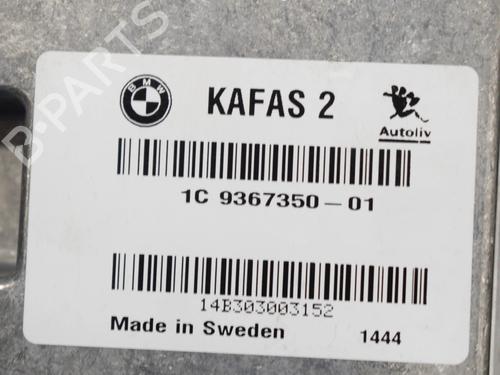 BMW
KAFAS 2
Autoliv
1C 9367350-01
14B303003152
Made in Sweden 1444
B-PARTS